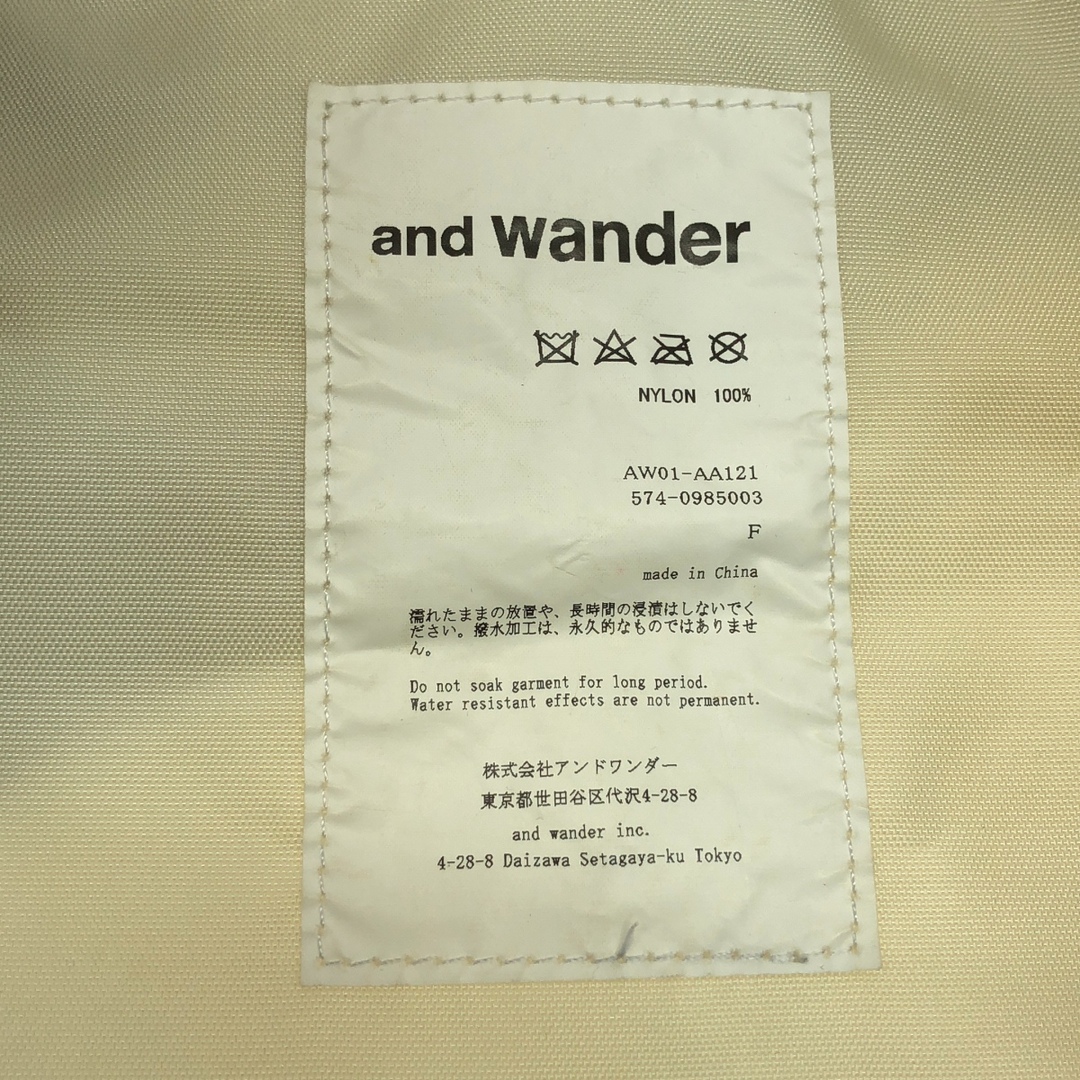 and wander
NYLON 100%
AW01-AA121
574-0985003
F
made in China
濡れたままの放置や、長時間の浸漬はしないでく
ださい。撥水加工は、永久的なものではありませ
ん。
Do not soak garment for long period.
Water resistant effects are not permanent.
株式会社アンドワンダー
東京都世田谷区代沢4-28-8
and wander inc.
4-28-8 Daizawa Setagaya-ku Tokyo